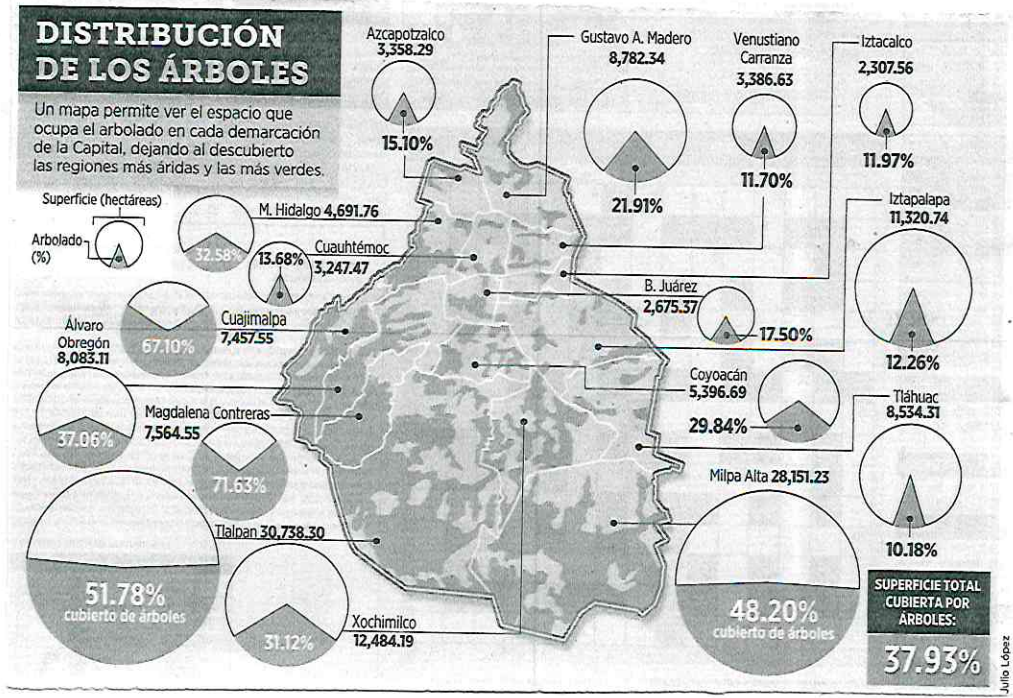 DISTRIBUCIÓN
DE LOS ÁRBOLES
Un mapa permite ver el espacio que
ocupa el arbolado en cada demarcación
de la Capital, dejando al descubierto
las regiones más áridas y las más verdes.
Superficie (hectáreas)
Arbolado
(%)
Azcapotzalco
3,358.29
15.10%
Gustavo A. Madero
8,782.34
21.91%
Venustiano
Carranza
3,386.63
11.70%
Iztacalco
2,307.56
11.97%
M. Hidalgo 4,691.76
32.58%
Cuauhtémoc
3,247.47
13.68%
Iztapalapa
11,320.74
12.26%
B. Juárez
2,675.37
17.50%
Cuajimalpa
7,457.55
67.10%
Álvaro
Obregón
8,083.11
37.06%
Magdalena Contreras
7,564.55
71.63%
Coyoacán
5,396.69
29.84%
Tláhuac
8,534.31
10.18%
Tlalpan 30,738.30
51.78%
cubierto de árboles
Xochimilco
12,484.19
31.12%
Milpa Alta 28,151.23
48.20%
cubierto de árboles
SUPERFICIE TOTAL
CUBIERTA POR
ÁRBOLES:
37.93%
Julio López